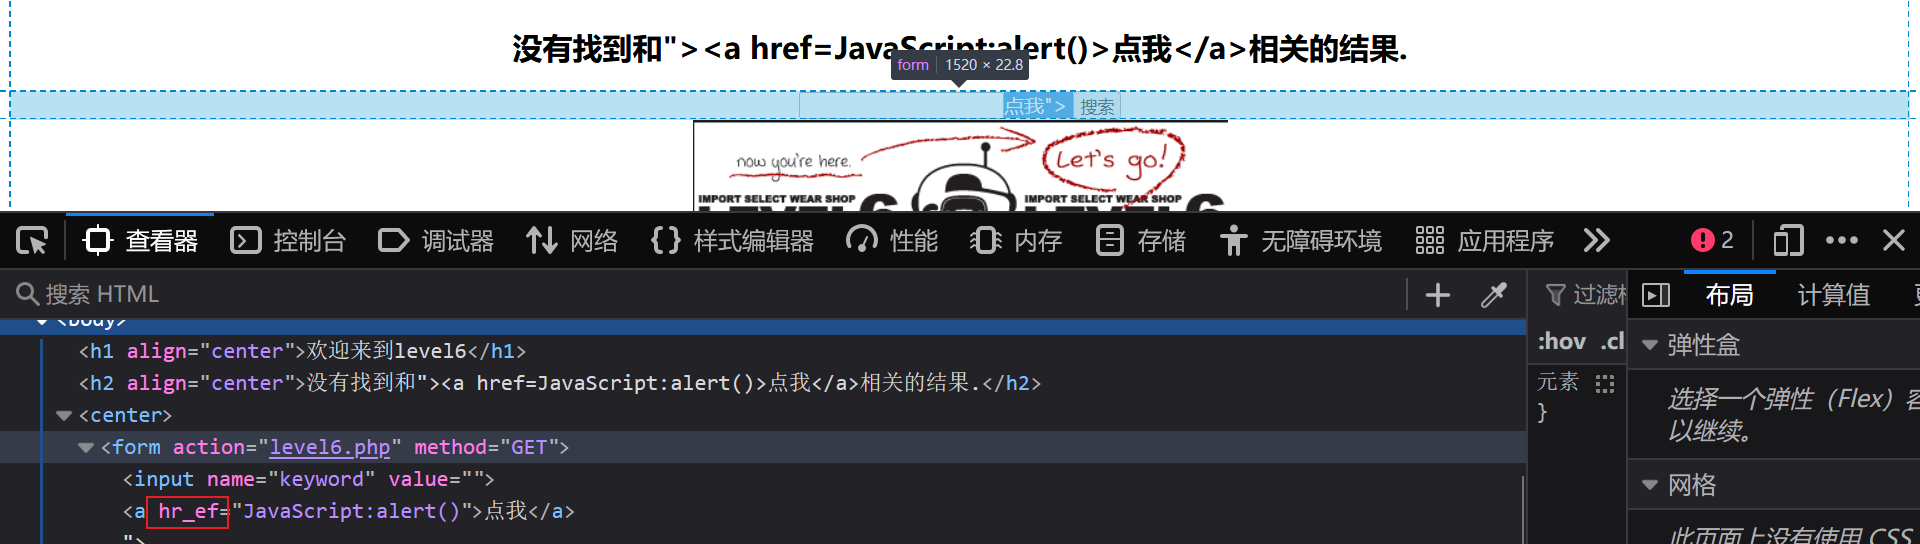 没有找到和"><a href=JavaScript:alert()>点我</a>相关的结果.
form 1520 × 22.8
点我"> 搜索
now you're here. Let's go!
IMPORT SELECT WEAR SHOP IMPORT SELECT WEAR SHOP
LEVEL6 LEVEL6
查看器 控制台 调试器 网络 样式编辑器 性能 内存 存储 无障碍环境 应用程序 2
搜索 HTML 过滤 布局 计算值
<body>
:hov .cl 弹性盒
<h1 align="center">欢迎来到level6</h1>
<h2 align="center">没有找到和"><a href=JavaScript:alert()>点我</a>相关的结果.</h2>
元素
选择一个弹性（Flex）容
<center>
}
以继续。
<form action="level6.php" method="GET">
<input name="keyword" value="">
网格
<a hr_ef="JavaScript:alert()">点我</a>
">
此页面上没有使用 CSS